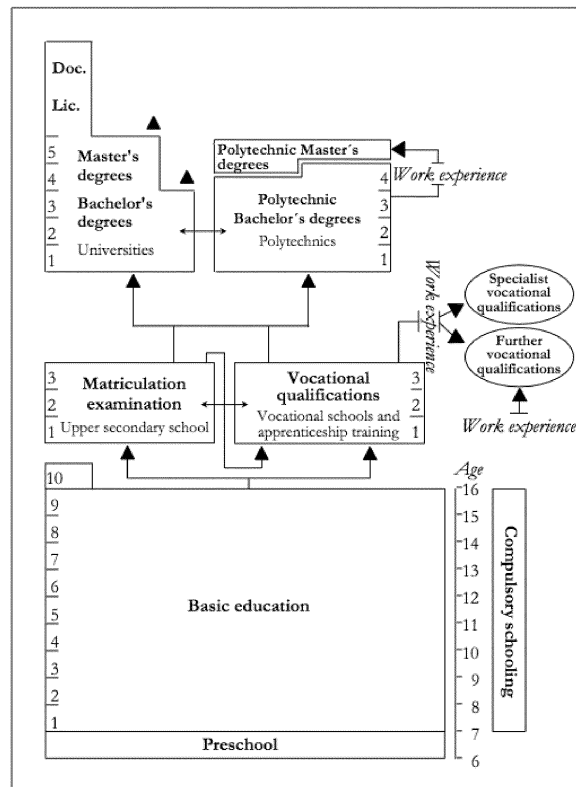 Doc.
Lic.
5
4
3
2
1
Master's
degrees
Bachelor's
degrees
Universities
Polytechnic Master´s
degrees
Polytechnic
Bachelor´s degrees
Polytechnics
4
3
2
1
Work experience
Work experience
Specialist
vocational
qualifications
Further
vocational
qualifications
Work experience
3
2
1
Matriculation
examination
Upper secondary school
Vocational
qualifications
Vocational schools and
apprenticeship training
3
2
1
10
9
8
7
6
5
4
3
2
1
Basic education
Preschool
Age
16
15
14
13
12
11
10
9
8
7
6
Compulsory schooling